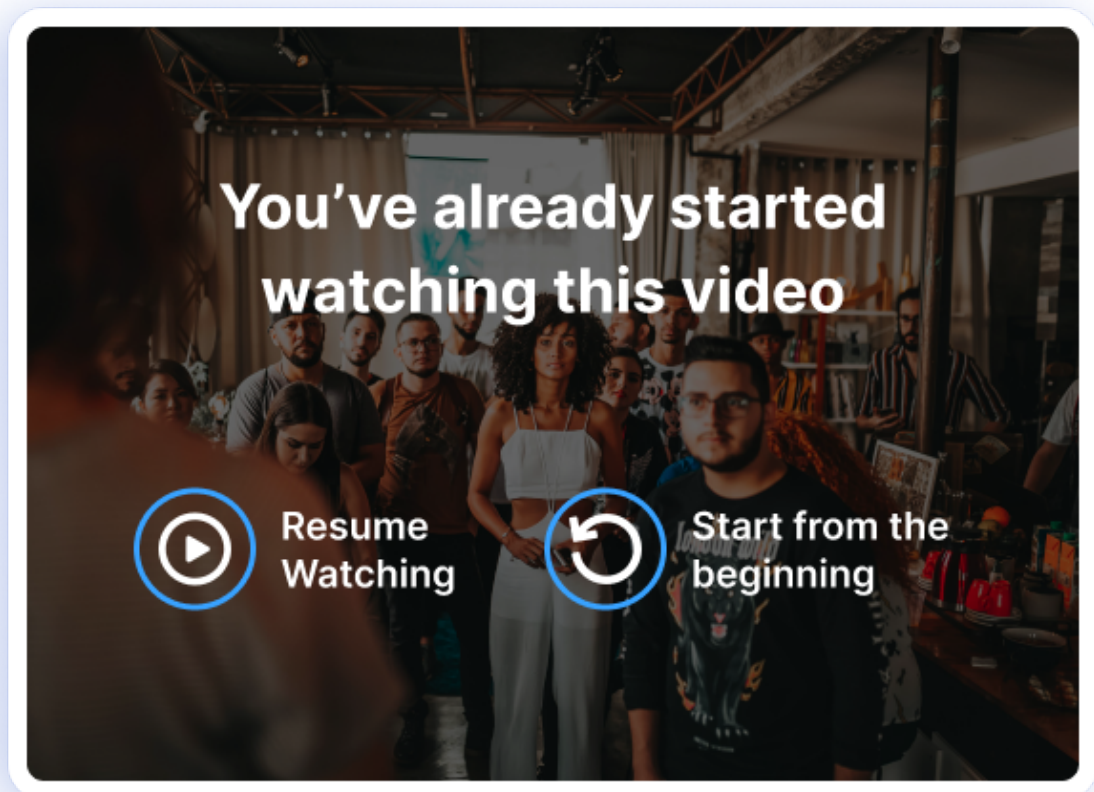 You’ve already started
watching this video
Resume
Watching
Start from the
beginning